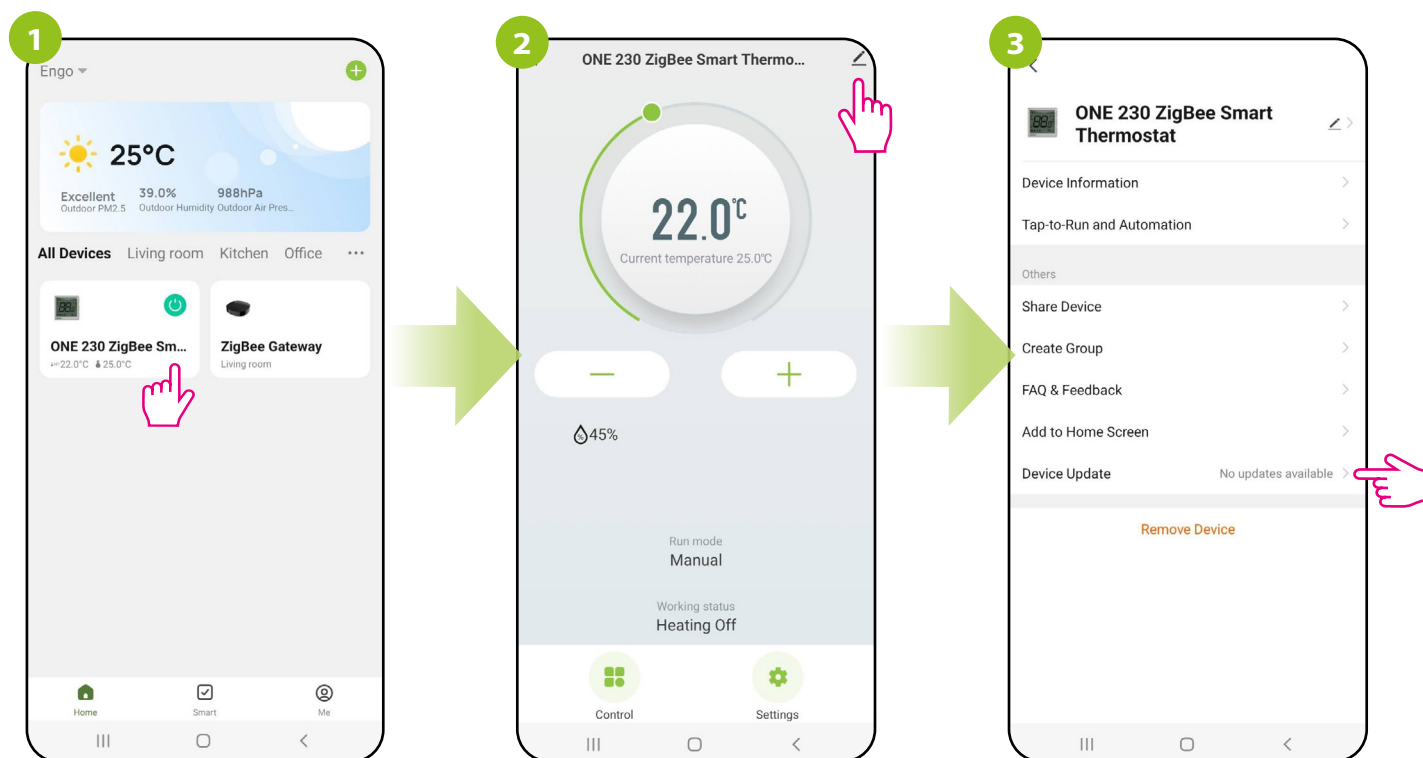 1
Engo
25°C
Excellent
Outdoor PM2.5
39.0%
Outdoor Humidity
988hPa
Outdoor Air Pres...
All Devices Living room Kitchen Office ...
ONE 230 ZigBee Sm...
22.0°C 25.0°C
ZigBee Gateway
Living room
Home Smart Me
2
ONE 230 ZigBee Smart Thermo...
22.0°C
Current temperature 25.0°C
45%
Run mode
Manual
Working status
Heating Off
Control Settings
3
ONE 230 ZigBee Smart
Thermostat
Device Information
Tap-to-Run and Automation
Others
Share Device
Create Group
FAQ & Feedback
Add to Home Screen
Device Update No updates available
Remove Device